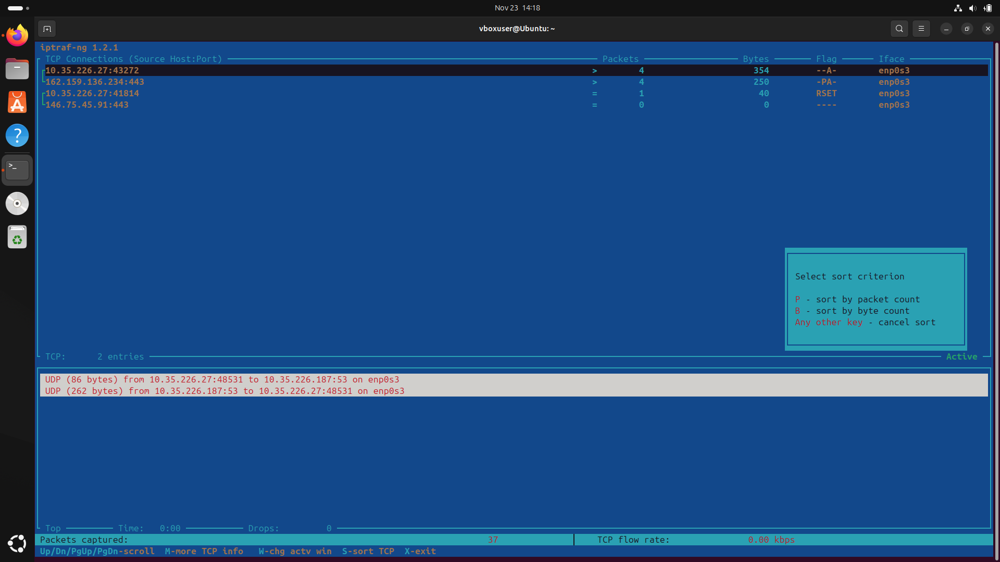 Nov 23 14:18
vboxuser@Ubuntu: ~
iptraf-ng 1.2.1
TCP Connections (Source Host:Port) Packets Bytes Flag Iface
10.35.226.27:43272 > 4 354 --A- enp0s3
162.159.136.234:443 > 4 250 -PA- enp0s3
10.35.226.27:41814 = 1 40 RSET enp0s3
146.75.45.91:443 = 0 0 ---- enp0s3
Select sort criterion
P - sort by packet count
B - sort by byte count
Any other key - cancel sort
TCP: 2 entries Active
UDP (86 bytes) from 10.35.226.27:48531 to 10.35.226.187:53 on enp0s3
UDP (262 bytes) from 10.35.226.187:53 to 10.35.226.27:48531 on enp0s3
Top Time: 0:00 Drops: 0
Packets captured: 37 TCP flow rate: 0.00 kbps
Up/Dn/PgUp/PgDn-scroll M-more TCP info W-chg actv win S-sort TCP X-exit